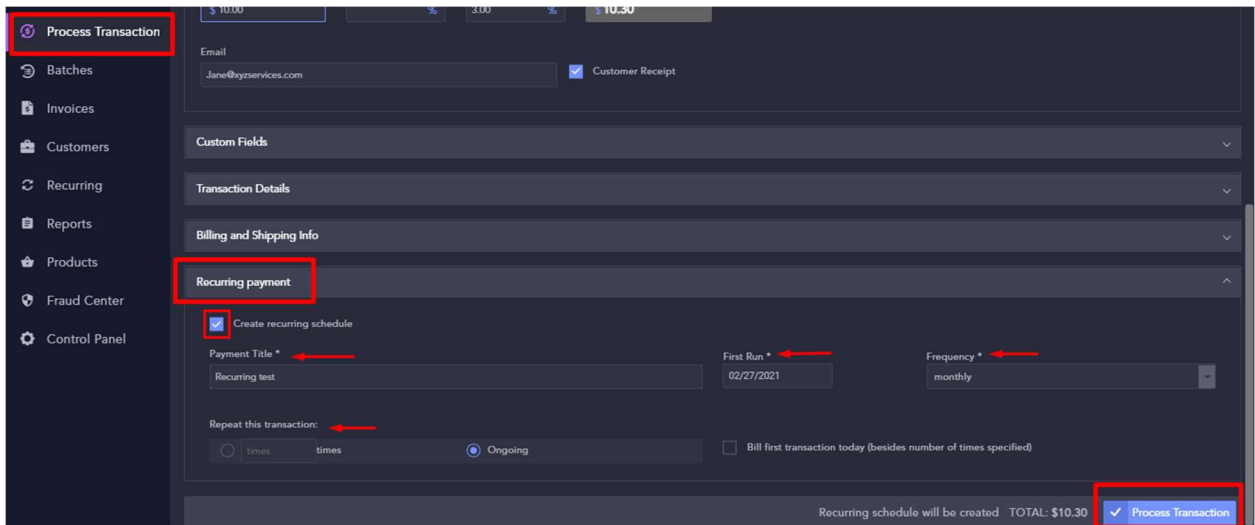 $ 10.00 % 3.00 % $ 10.30
Process Transaction
Email
Batches
Jane@xyzservices.com Customer Receipt
Invoices
Custom Fields
Customers
Recurring
Transaction Details
Reports
Billing and Shipping Info
Products
Recurring payment
Fraud Center
Create recurring schedule
Control Panel
Payment Title * First Run * Frequency *
Recurring test 02/27/2021 monthly
Repeat this transaction:
times times Ongoing Bill first transaction today (besides number of times specified)
Recurring schedule will be created TOTAL: $10.30 Process Transaction